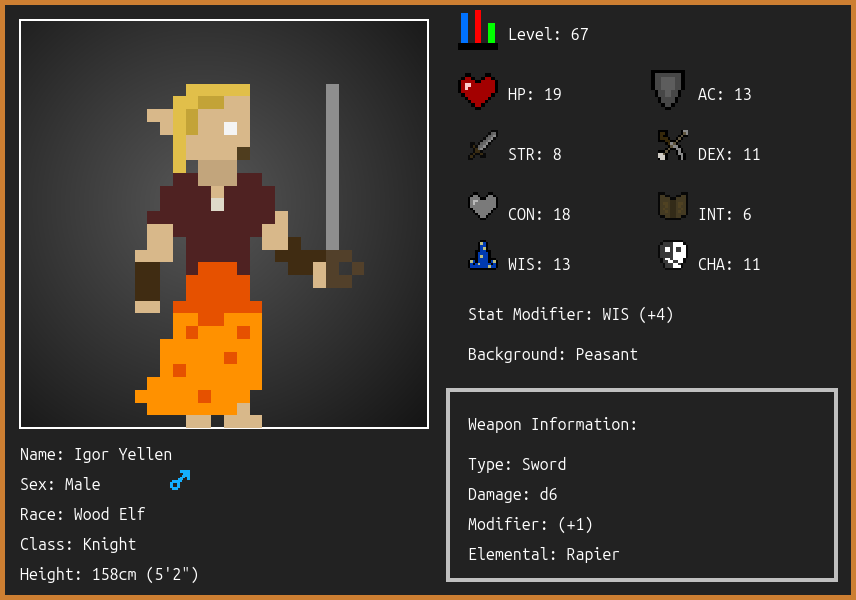 Level: 67
HP: 19
AC: 13
STR: 8
DEX: 11
CON: 18
INT: 6
WIS: 13
CHA: 11
Stat Modifier: WIS (+4)
Background: Peasant
Weapon Information:
Type: Sword
Damage: d6
Modifier: (+1)
Elemental: Rapier
Name: Igor Yellen
Sex: Male
Race: Wood Elf
Class: Knight
Height: 158cm (5'2")